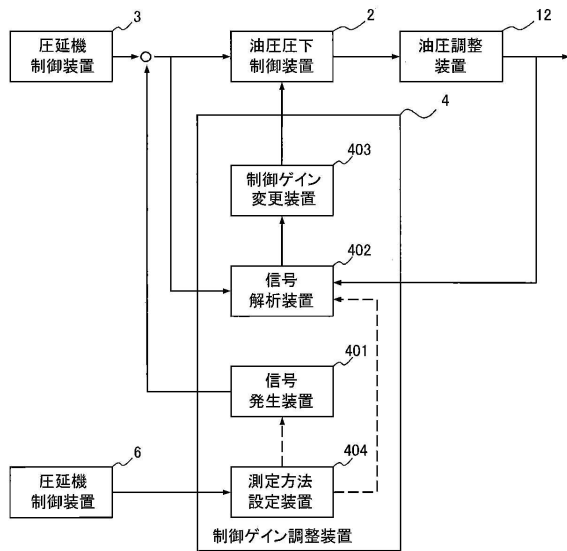 3
圧延機
制御装置
2
油圧圧下
制御装置
12
油圧調整
装置
4
403
制御ゲイン
変更装置
402
信号
解析装置
401
信号
発生装置
6
圧延機
制御装置
404
測定方法
設定装置
制御ゲイン調整装置